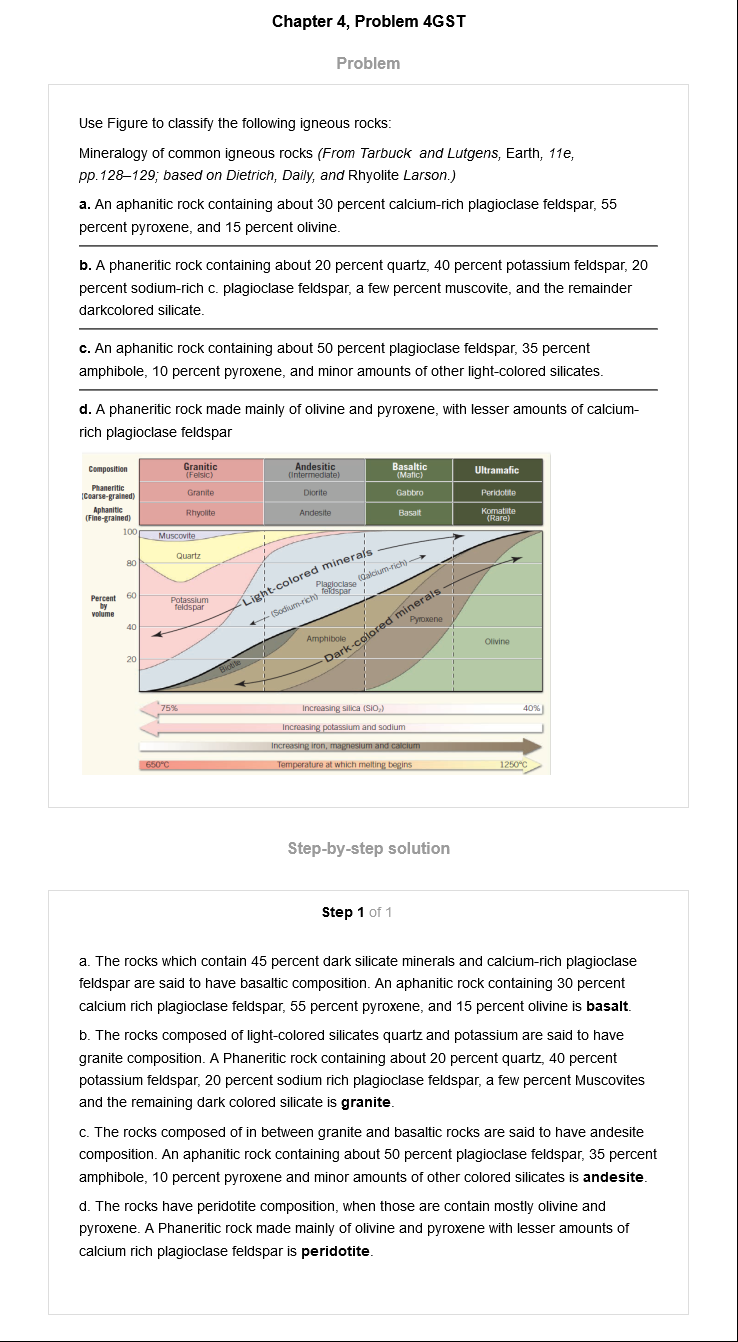 Chapter 4, Problem 4GST
Problem
Use Figure to classify the following igneous rocks:
Mineralogy of common igneous rocks (From Tarbuck and Lutgens, Earth, 11e,
pp.128–129; based on Dietrich, Daily, and Rhyolite Larson.)
a. An aphanitic rock containing about 30 percent calcium-rich plagioclase feldspar, 55
percent pyroxene, and 15 percent olivine.
b. A phaneritic rock containing about 20 percent quartz, 40 percent potassium feldspar, 20
percent sodium-rich c. plagioclase feldspar, a few percent muscovite, and the remainder
darkcolored silicate.
c. An aphanitic rock containing about 50 percent plagioclase feldspar, 35 percent
amphibole, 10 percent pyroxene, and minor amounts of other light-colored silicates.
d. A phaneritic rock made mainly of olivine and pyroxene, with lesser amounts of calcium-
rich plagioclase feldspar
Composition
Granitic
(Felsic)
Andesitic
(Intermediate)
Basaltic
(Mafic)
Ultramafic
Phaneritic
(Coarse-grained)
Granite
Diorite
Gabbro
Peridotite
Aphanitic
(Fine-grained)
Rhyolite
Andesite
Basalt
Komatiite
(Rare)
100
80
60
40
20
Percent
by
volume
Muscovite
Quartz
Potassium
feldspar
Light-colored minerals
Plagioclase
feldspar
(Calcium-rich)
(Sodium-rich)
Biotite
Amphibole
Dark-colored minerals
Pyroxene
Olivine
75%
Increasing silica (SiO₂)
40%
Increasing potassium and sodium
Increasing iron, magnesium and calcium
650°C
Temperature at which melting begins
1250°C
Step-by-step solution
Step 1 of 1
a. The rocks which contain 45 percent dark silicate minerals and calcium-rich plagioclase
feldspar are said to have basaltic composition. An aphanitic rock containing 30 percent
calcium rich plagioclase feldspar, 55 percent pyroxene, and 15 percent olivine is basalt.
b. The rocks composed of light-colored silicates quartz and potassium are said to have
granite composition. A Phaneritic rock containing about 20 percent quartz, 40 percent
potassium feldspar, 20 percent sodium rich plagioclase feldspar, a few percent Muscovites
and the remaining dark colored silicate is granite.
c. The rocks composed of in between granite and basaltic rocks are said to have andesite
composition. An aphanitic rock containing about 50 percent plagioclase feldspar, 35 percent
amphibole, 10 percent pyroxene and minor amounts of other colored silicates is andesite.
d. The rocks have peridotite composition, when those are contain mostly olivine and
pyroxene. A Phaneritic rock made mainly of olivine and pyroxene with lesser amounts of
calcium rich plagioclase feldspar is peridotite.